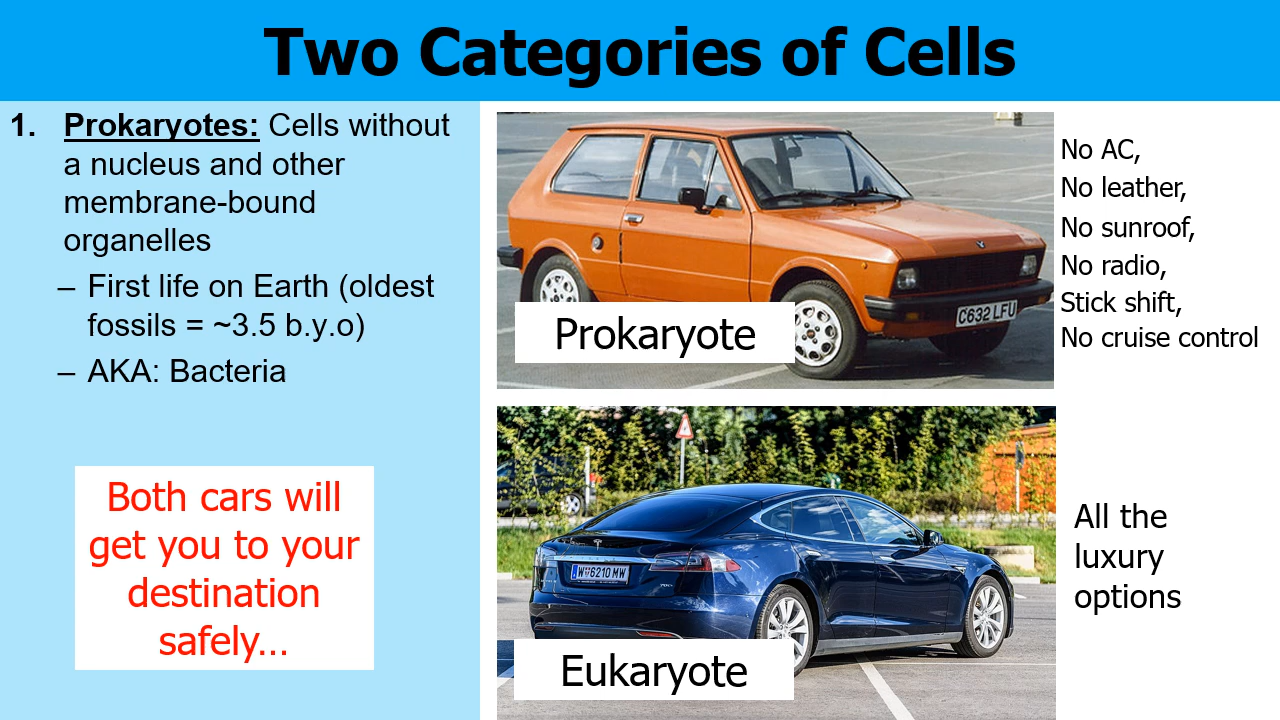 Two Categories of Cells
1. Prokaryotes: Cells without
a nucleus and other
membrane-bound
organelles
– First life on Earth (oldest
fossils = ~3.5 b.y.o)
– AKA: Bacteria
Both cars will
get you to your
destination
safely...
C632 LFU
Prokaryote
No AC,
No leather,
No sunroof,
No radio,
Stick shift,
No cruise control
W 6210 MW
Eukaryote
All the
luxury
options